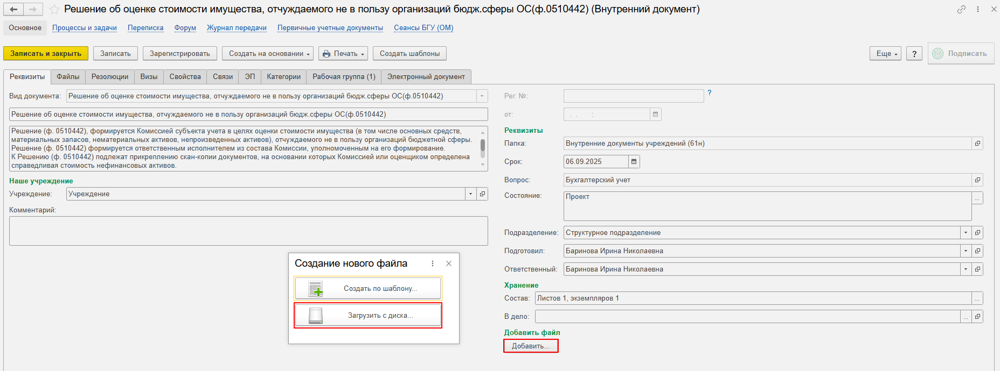 Решение об оценке стоимости имущества, отчуждаемого не в пользу организаций бюдж.сферы ОС(ф.0510442) (Внутренний документ)
Основное Процессы и задачи Переписка Форум Журнал передачи Первичные учетные документы Сеансы БГУ (ОМ)
Записать и закрыть Записать Зарегистрировать Создать на основании Печать Создать шаблоны Еще ? Подписать
Реквизиты Файлы Резолюции Визы Свойства Связи ЭП Категории Рабочая группа (1) Электронный документ
Вид документа: Решение об оценке стоимости имущества, отчуждаемого не в пользу организаций бюдж.сферы ОС(ф.0510442)
Решение об оценке стоимости имущества, отчуждаемого не в пользу организаций бюдж.сферы ОС(ф.0510442)
Решение (ф. 0510442), формируется Комиссией субъекта учета в целях оценки стоимости имущества (в том числе основных средств,
материальных запасов, нематериальных активов, непроизведенных активов), отчуждаемого не в пользу организаций бюджетной сферы.
Решение (ф. 0510442) формируется ответственным исполнителем из состава Комиссии, уполномоченным на его формирование.
К Решению (ф. 0510442) подлежат прикреплению скан-копии документов, на основании которых Комиссией или оценщиком определена
справедливая стоимость нефинансовых активов.
Наше учреждение
Учреждение: Учреждение
Комментарий:
Рег. №: ?
от: . . :
Реквизиты
Папка: Внутренние документы учреждений (61н)
Срок: 06.09.2025
Вопрос: Бухгалтерский учет
Состояние: Проект ...
Подразделение: Структурное подразделение
Подготовил: Баринова Ирина Николаевна
Ответственный: Баринова Ирина Николаевна
Хранение
Состав: Листов 1, экземпляров 1 ...
В дело: ...
Добавить файл
Добавить...
Создание нового файла
Создать по шаблону...
Загрузить с диска...